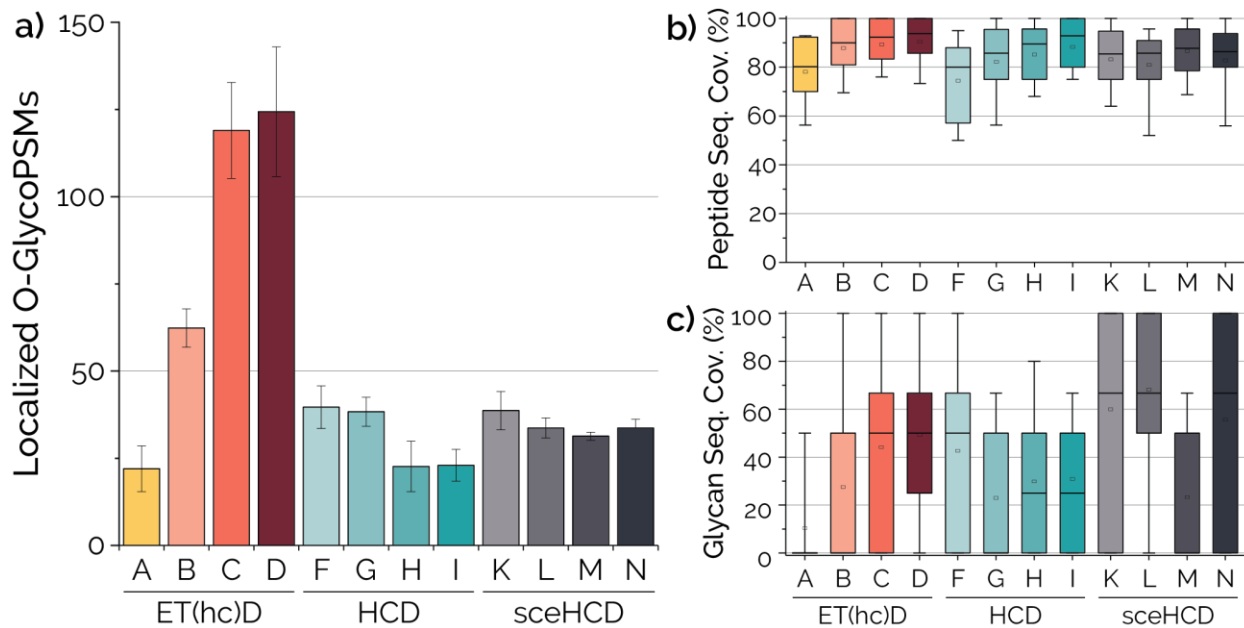 a)
Localized O-GlycoPSMs
150
100
50
0
A B C D F G H I K L M N
ET(hc)D HCD sceHCD
b)
Peptide Seq. Cov. (%)
100
80
60
40
20
0
A B C D F G H I K L M N
c)
Glycan Seq. Cov. (%)
100
80
60
40
20
0
A B C D F G H I K L M N
ET(hc)D HCD sceHCD